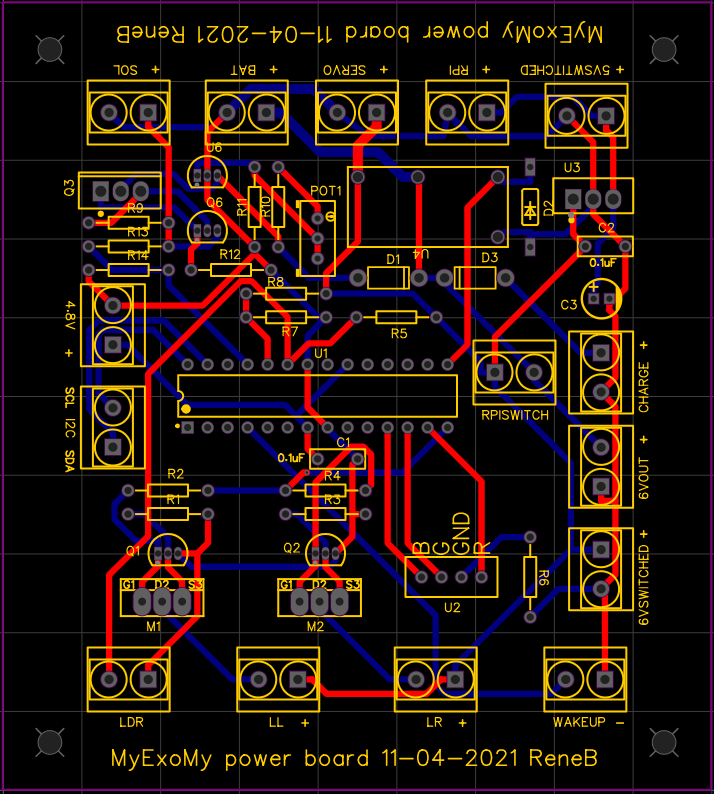 MyExoMy power board 11-04-2021 ReneB
SOL +
BAT +
SERVO +
RPI +
5VSWITCHED +
U6
U3
Q3
R9
R11
R10
POT1
D2
Q6
R13
C2
R14
R12
U4
0.1uF
D1
D3
R8
C3
4.8V +
R7
R5
U1
CHARGE +
RPISWITCH
SCL I2C SDA
C1
0.1uF
6VOUT +
R2
R4
R1
R3
B
G
GND
R
Q1
Q2
6VSWITCHED +
R6
G1 D2 S3
G1 D2 S3
U2
M1
M2
LDR
LL +
LR +
WAKEUP -
MyExoMy power board 11-04-2021 ReneB